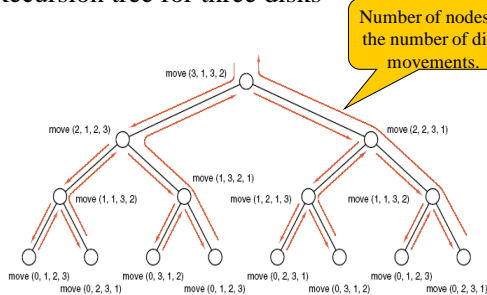 Recursion tree for three disks
Number of nodes
the number of di
movements.
move (3, 1, 3, 2)
move (2, 1, 2, 3)
move (2, 2, 3, 1)
move (1, 1, 3, 2)
move (1, 3, 2, 1)
move (1, 2, 1, 3)
move (1, 1, 3, 2)
move (0, 1, 2, 3)
move (0, 3, 1, 2)
move (0, 2, 3, 1)
move (0, 1, 2, 3)
move (0, 2, 3, 1)
move (0, 1, 2, 3)
move (0, 3, 1, 2)
move (0, 2, 3, 1)